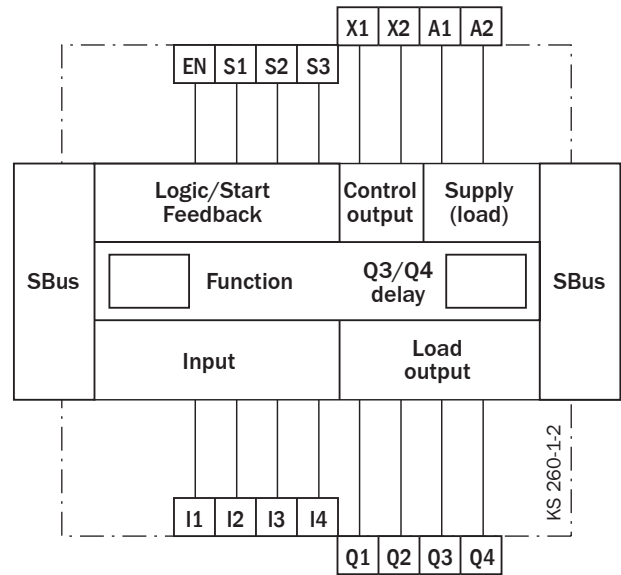 X1 X2 A1 A2
EN S1 S2 S3
Logic/Start
Feedback
Control
output
Supply
(load)
SBus
Function
Q3/Q4
delay
SBus
Input
Load
output
KS 260-1-2
I1 I2 I3 I4
Q1 Q2 Q3 Q4